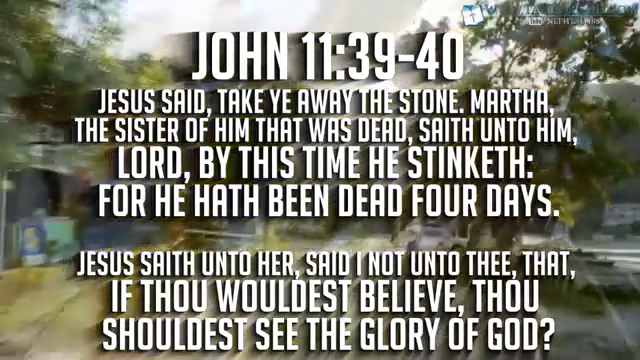 JOHN 11:39-40
JESUS SAID, TAKE YE AWAY THE STONE. MARTHA,
THE SISTER OF HIM THAT WAS DEAD, SAITH UNTO HIM,
LORD, BY THIS TIME HE STINKETH:
FOR HE HATH BEEN DEAD FOUR DAYS.
JESUS SAITH UNTO HER, SAID I NOT UNTO THEE, THAT,
IF THOU WOULDEST BELIEVE, THOU
SHOULDEST SEE THE GLORY OF GOD?